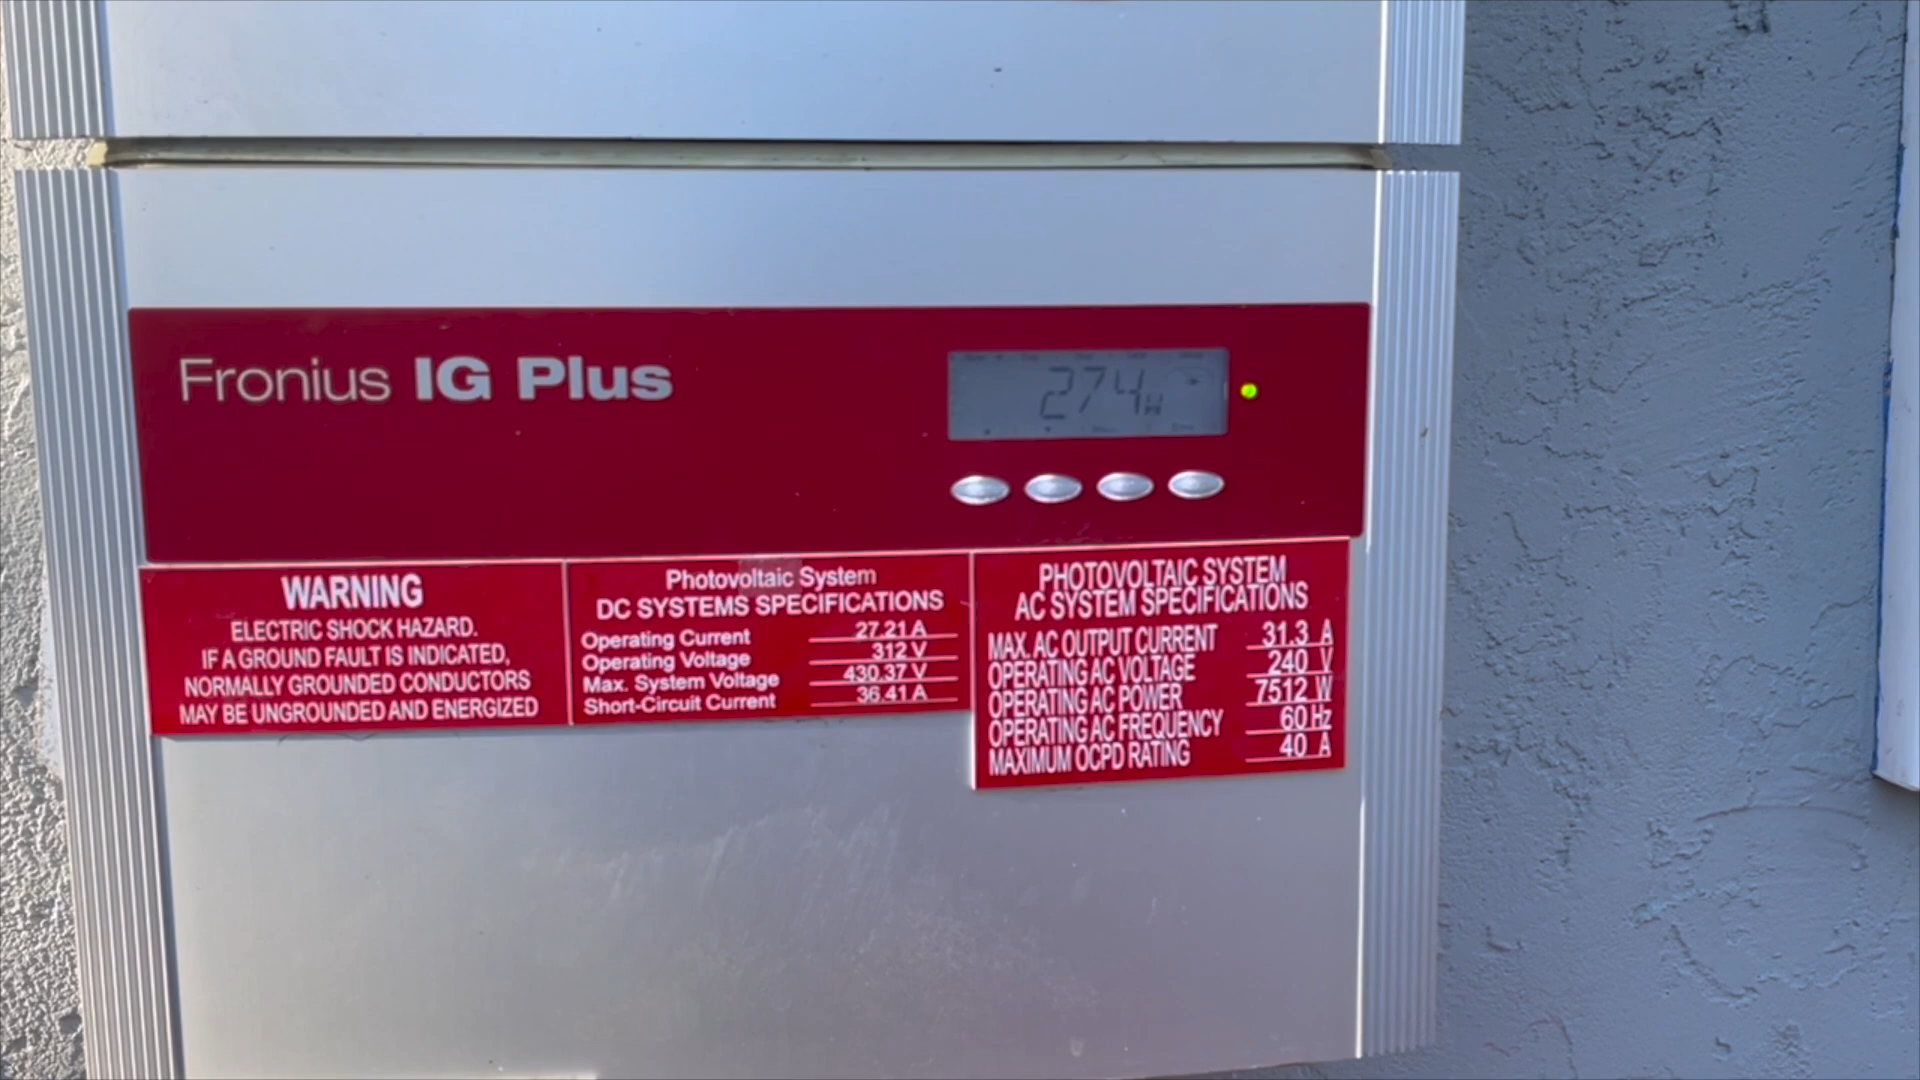 Fronius IG Plus
274 W
WARNING
ELECTRIC SHOCK HAZARD.
IF A GROUND FAULT IS INDICATED,
NORMALLY GROUNDED CONDUCTORS
MAY BE UNGROUNDED AND ENERGIZED
Photovoltaic System
DC SYSTEMS SPECIFICATIONS
Operating Current 27.21 A
Operating Voltage 312 V
Max. System Voltage 430.37 V
Short-Circuit Current 36.41 A
PHOTOVOLTAIC SYSTEM
AC SYSTEM SPECIFICATIONS
MAX. AC OUTPUT CURRENT 31.3 A
OPERATING AC VOLTAGE 240 V
OPERATING AC POWER 7512 W
OPERATING AC FREQUENCY 60 Hz
MAXIMUM OCPD RATING 40 A